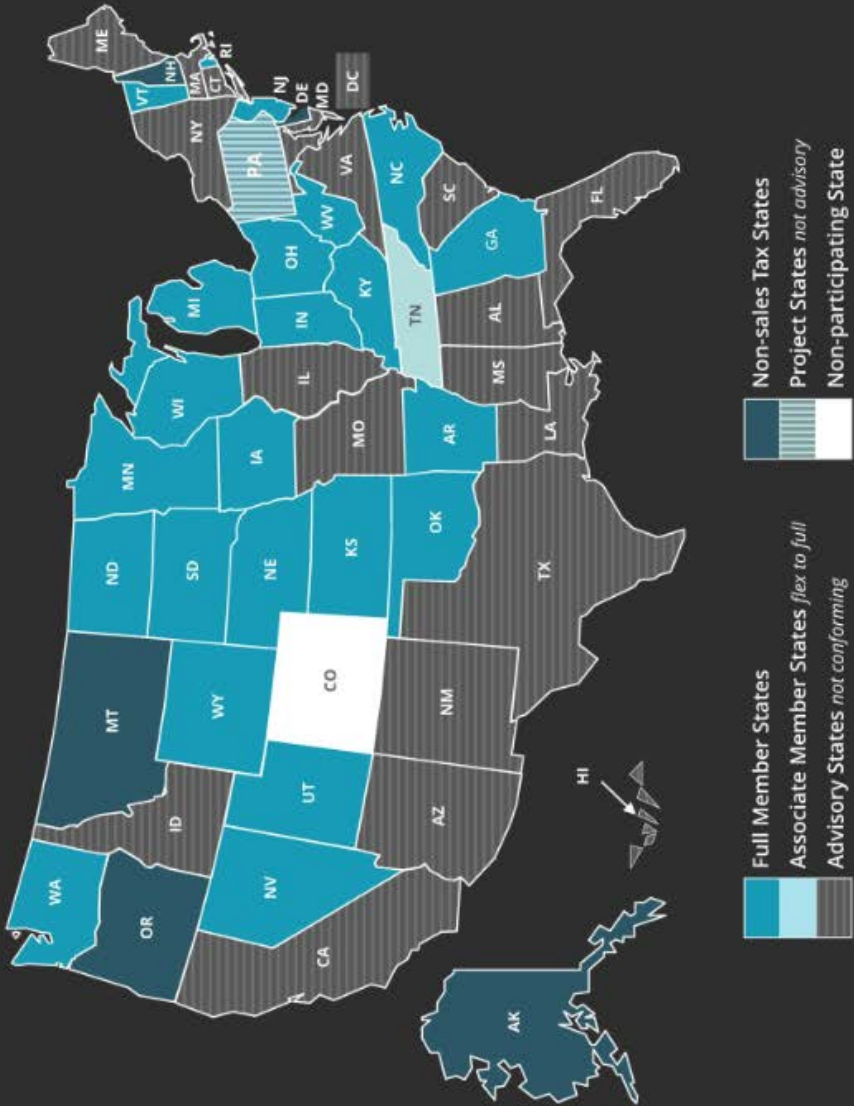 WA
MT
ND
MN
ME
OR
ID
SD
WI
MI
VT
NH
NY
MA
CT
RI
WY
NE
IA
PA
NJ
DE
MD
DC
NV
UT
CO
KS
IL
IN
OH
WV
VA
CA
MO
KY
NC
AZ
NM
OK
AR
TN
SC
TX
LA
MS
AL
GA
FL
AK
HI
Full Member States
Associate Member States flex to full
Advisory States not conforming
Non-sales Tax States
Project States not advisory
Non-participating State